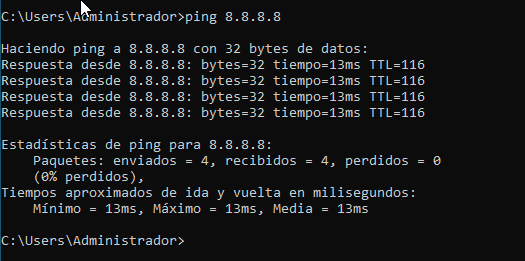 C:\Users\Administrador>ping 8.8.8.8
Haciendo ping a 8.8.8.8 con 32 bytes de datos:
Respuesta desde 8.8.8.8: bytes=32 tiempo=13ms TTL=116
Respuesta desde 8.8.8.8: bytes=32 tiempo=13ms TTL=116
Respuesta desde 8.8.8.8: bytes=32 tiempo=13ms TTL=116
Respuesta desde 8.8.8.8: bytes=32 tiempo=13ms TTL=116
Estadísticas de ping para 8.8.8.8:
Paquetes: enviados = 4, recibidos = 4, perdidos = 0
(0% perdidos),
Tiempos aproximados de ida y vuelta en milisegundos:
Mínimo = 13ms, Máximo = 13ms, Media = 13ms
C:\Users\Administrador>